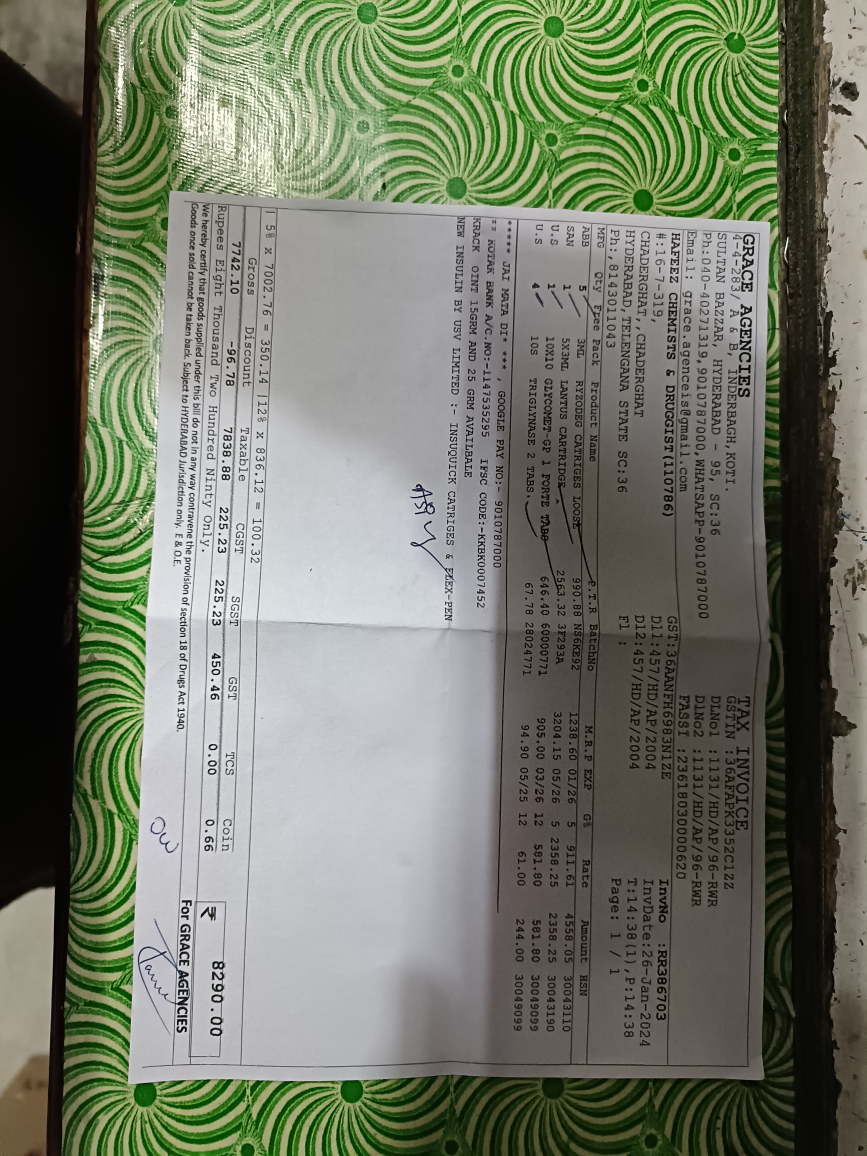 GRACE AGENCIES
4-4-283/ A & B, INDERBAGH, KOTI.
SULTAN BAZZAR, HYDERABAD - 95, SC:36
Ph:040-40271319,9010787000,WHATSAPP-9010787000
Email: grace.agenceis@gmail.com
TAX INVOICE
GSTIN :36AFAPK3352C1ZZ
DLNo1 :1131/HD/AP/96-RWR
DLNo2 :1131/HD/AP/96-RWR
FASSI :23618030000620
HAFEEZ CHEMISTS & DRUGGIST(110786)
#:16-7-319,
CHADERGHAT,,CHADERGHAT
HYDERABAD,TELENGANA STATE SC:36
Ph:,8143011043
GST:36AANFH6983N1ZE
Dl1:457/HD/AP/2004
Dl2:457/HD/AP/2004
Fl :
InvNo :RR386703
InvDate:26-Jan-2024
T:14:38(1),P:14:38
Page: 1 / 1
MFG Qty Free Pack Product Name P.T.R BatchNo M.R.P EXP G% Rate Amount HSN
ABB 5 3ML RYZODEG CATRIGES LOOSE 990.88 NS6KE92 1238.60 01/26 5 911.61 4558.05 30043110
SAN 1 5X3ML LANTUS CARTRIDGE 2563.32 3F293A 3204.15 05/26 5 2358.25 2358.25 30043190
U.S 1 10X10 GLYCOMET-GP 1 FORTE TABS 646.40 60000771 905.00 03/26 12 581.80 581.80 30049099
U.S 4 10S TRIGLYNASE 2 TABS. 67.78 28024771 94.90 05/25 12 61.00 244.00 30049099
***** JAI MATA DI* *** , GOOGLE PAY NO:- 9010787000
** KOTAK BANK A/C.NO:-1147535295 IFSC CODE:-KKBK0007452
KRACK OINT 15GRM AND 25 GRM AVAILBALE
NEW INSULIN BY USV LIMITED :- INSUQUICK CATRIGES & FLEX-PEN
| 5% x 7002.76 = 350.14 |12% x 836.12 = 100.32
Gross Discount Taxable CGST SGST GST TCS Coin
7742.10 -96.78 7838.88 225.23 225.23 450.46 0.00 0.66
₹ 8290.00
Rupees Eight Thousand Two Hundred Ninty Only.
We hereby certify that goods supplied under this bill do not in any way contravene the provision of section 18 of Drugs Act 1940.
Goods once sold cannot be taken back. Subject to HYDERABAD Jurisdiction only. E & O.E.
For GRACE AGENCIES